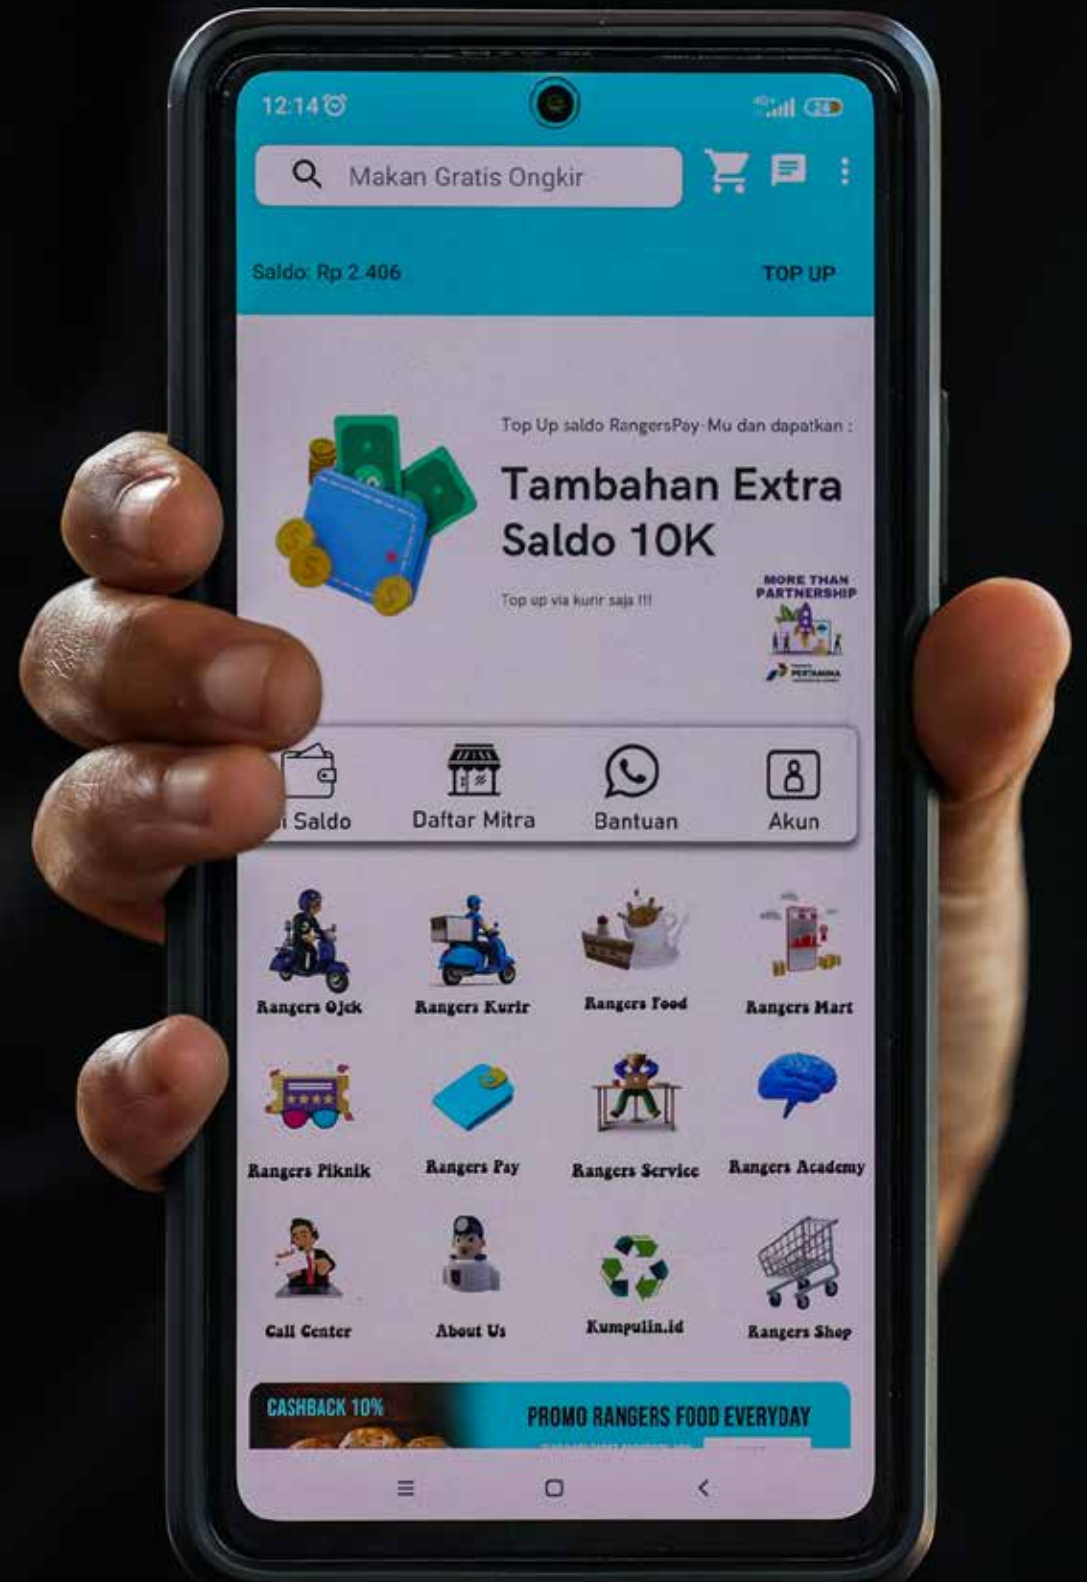 12:14
4G+
Makan Gratis Ongkir
Saldo: Rp 2.406
TOP UP
Top Up saldo RangersPay-Mu dan dapatkan :
Tambahan Extra
Saldo 10K
Top up via kurir saja !!!
MORE THAN
PARTNERSHIP
PERTAMINA
i Saldo
Daftar Mitra
Bantuan
Akun
Rangers Ojek
Rangers Kurir
Rangers Food
Rangers Mart
Rangers Piknik
Rangers Pay
Rangers Service
Rangers Academy
Call Center
About Us
Kumpulin.id
Rangers Shop
CASHBACK 10%
PROMO RANGERS FOOD EVERYDAY